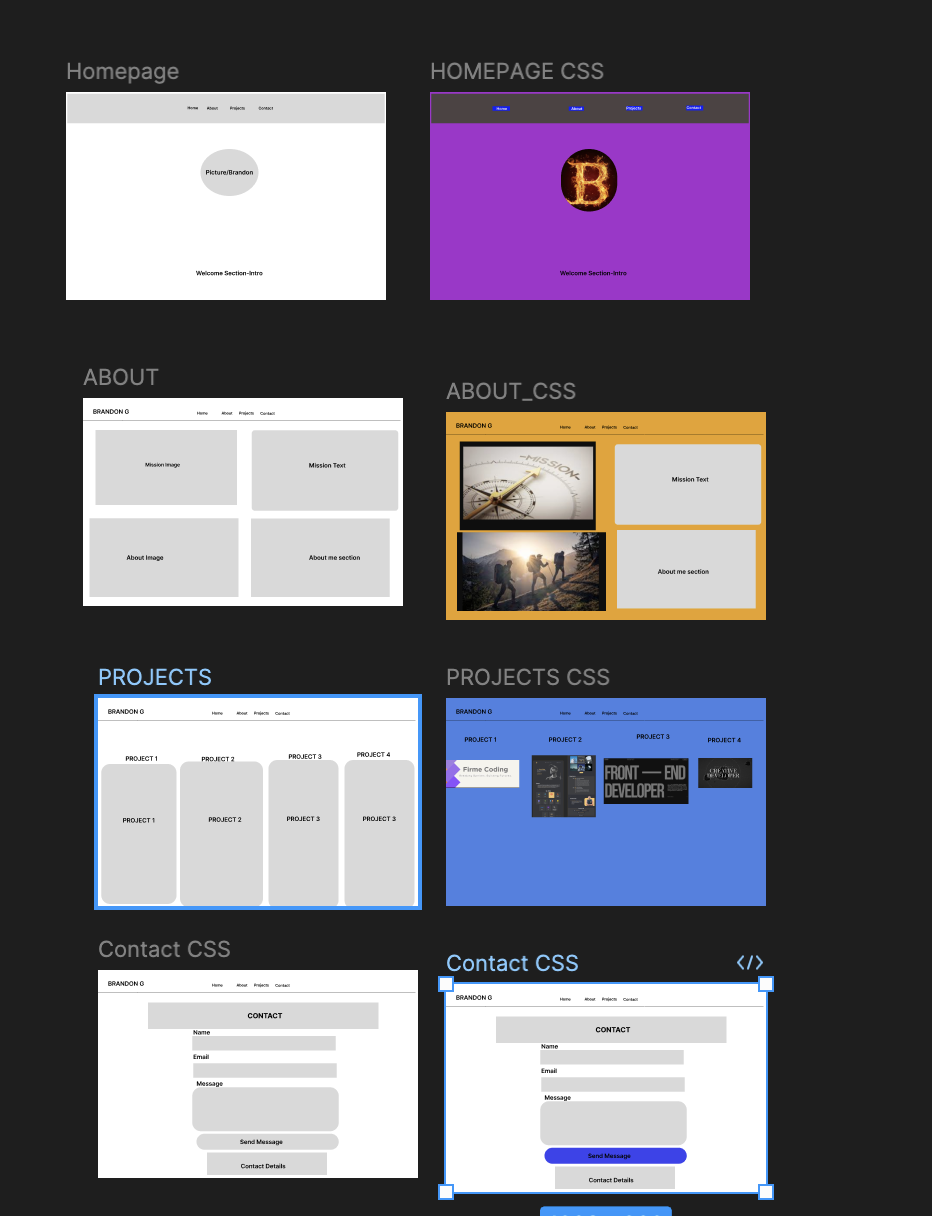 Homepage
HOMEPAGE CSS
Home About Projects Contact
Picture/Brandon
Welcome Section-Intro
Home About Projects Contact
B
Welcome Section-Intro
ABOUT
ABOUT_CSS
BRANDON G Home About Projects Contact
Mission Image Mission Text
About Image About me section
BRANDON G Home About Projects Contact
MISSION
Mission Text
About me section
PROJECTS
PROJECTS CSS
BRANDON G Home About Projects Contact
PROJECT 1 PROJECT 2 PROJECT 3 PROJECT 4
PROJECT 1 PROJECT 2 PROJECT 3 PROJECT 3
BRANDON G Home About Projects Contact
PROJECT 1 PROJECT 2 PROJECT 3 PROJECT 4
Firme Coding
FRONT — END
DEVELOPER
CREATIVE
DEVELOPER
Contact CSS
Contact CSS </>
BRANDON G Home About Projects Contact
CONTACT
Name
Email
Message
Send Message
Contact Details
BRANDON G Home About Projects Contact
CONTACT
Name
Email
Message
Send Message
Contact Details